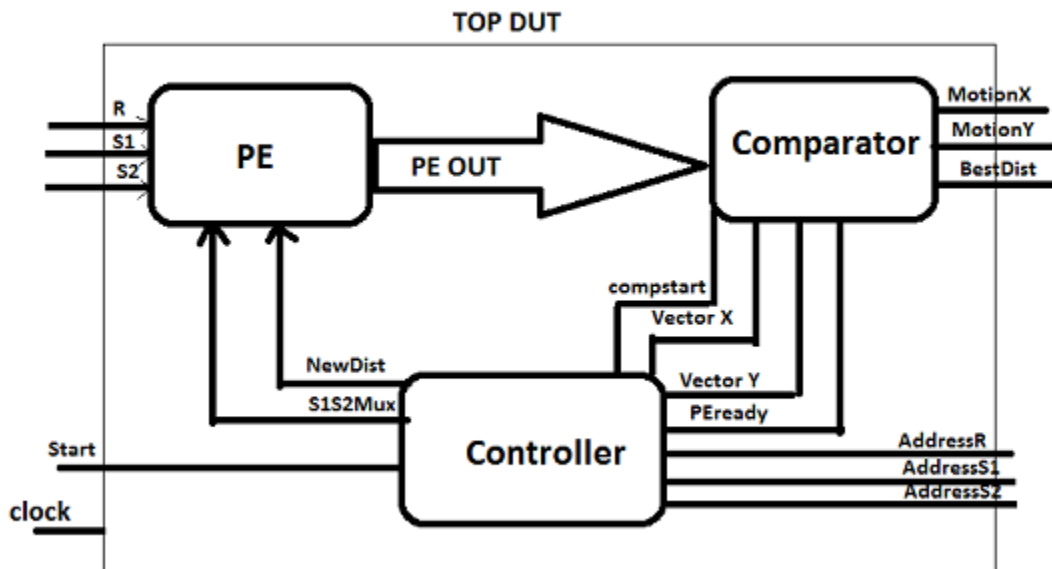 TOP DUT
R
S1
S2
PE
PE OUT
Comparator
MotionX
MotionY
BestDist
compstart
Vector X
NewDist
S1S2Mux
Vector Y
PEready
Start
Controller
AddressR
AddressS1
AddressS2
clock